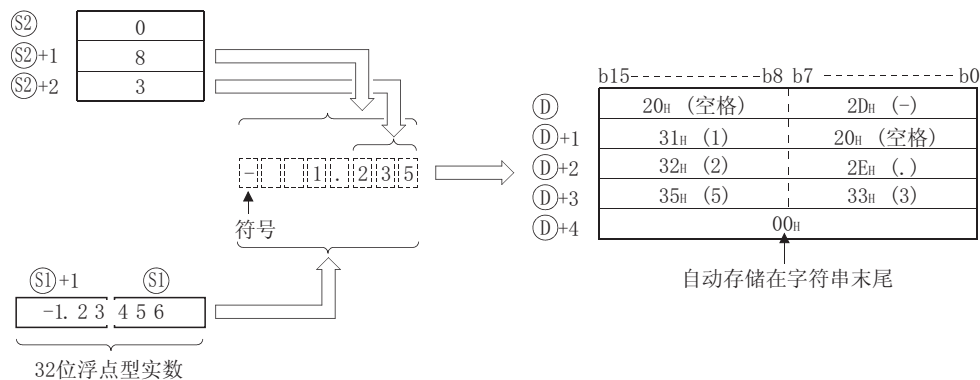 S2 0
S2+1 8
S2+2 3
- 1.235
符号
S1+1 S1
-1.23 456
32位浮点型实数
b15 b8 b7 b0
D 20H (空格) 2DH (-)
D+1 31H (1) 20H (空格)
D+2 32H (2) 2EH (.)
D+3 35H (5) 33H (3)
D+4 00H
自动存储在字符串末尾